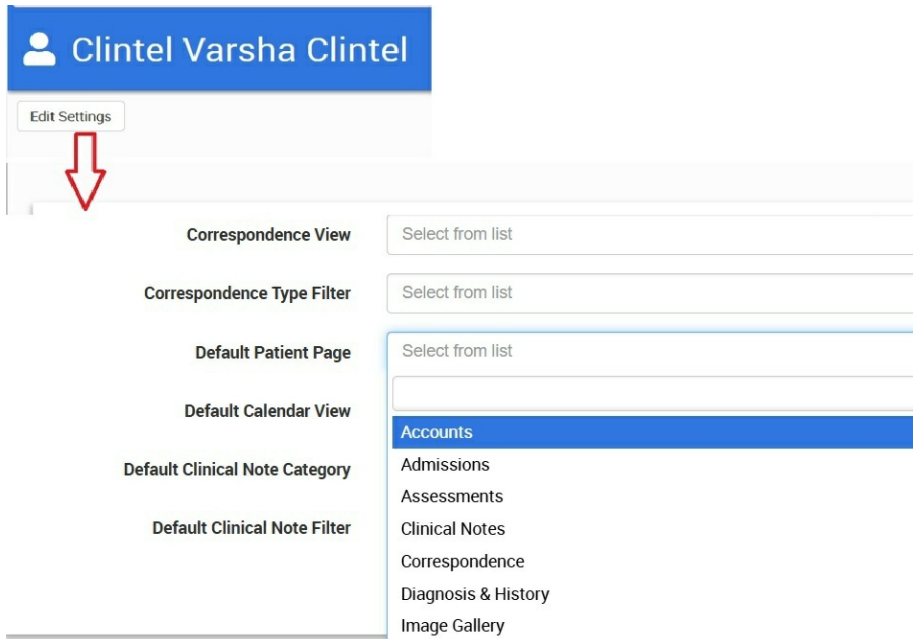 Clintel Varsha Clintel
Edit Settings
Correspondence View Select from list
Correspondence Type Filter Select from list
Default Patient Page Select from list
Default Calendar View
Accounts
Admissions
Default Clinical Note Category
Assessments
Default Clinical Note Filter
Clinical Notes
Correspondence
Diagnosis & History
Image Gallery